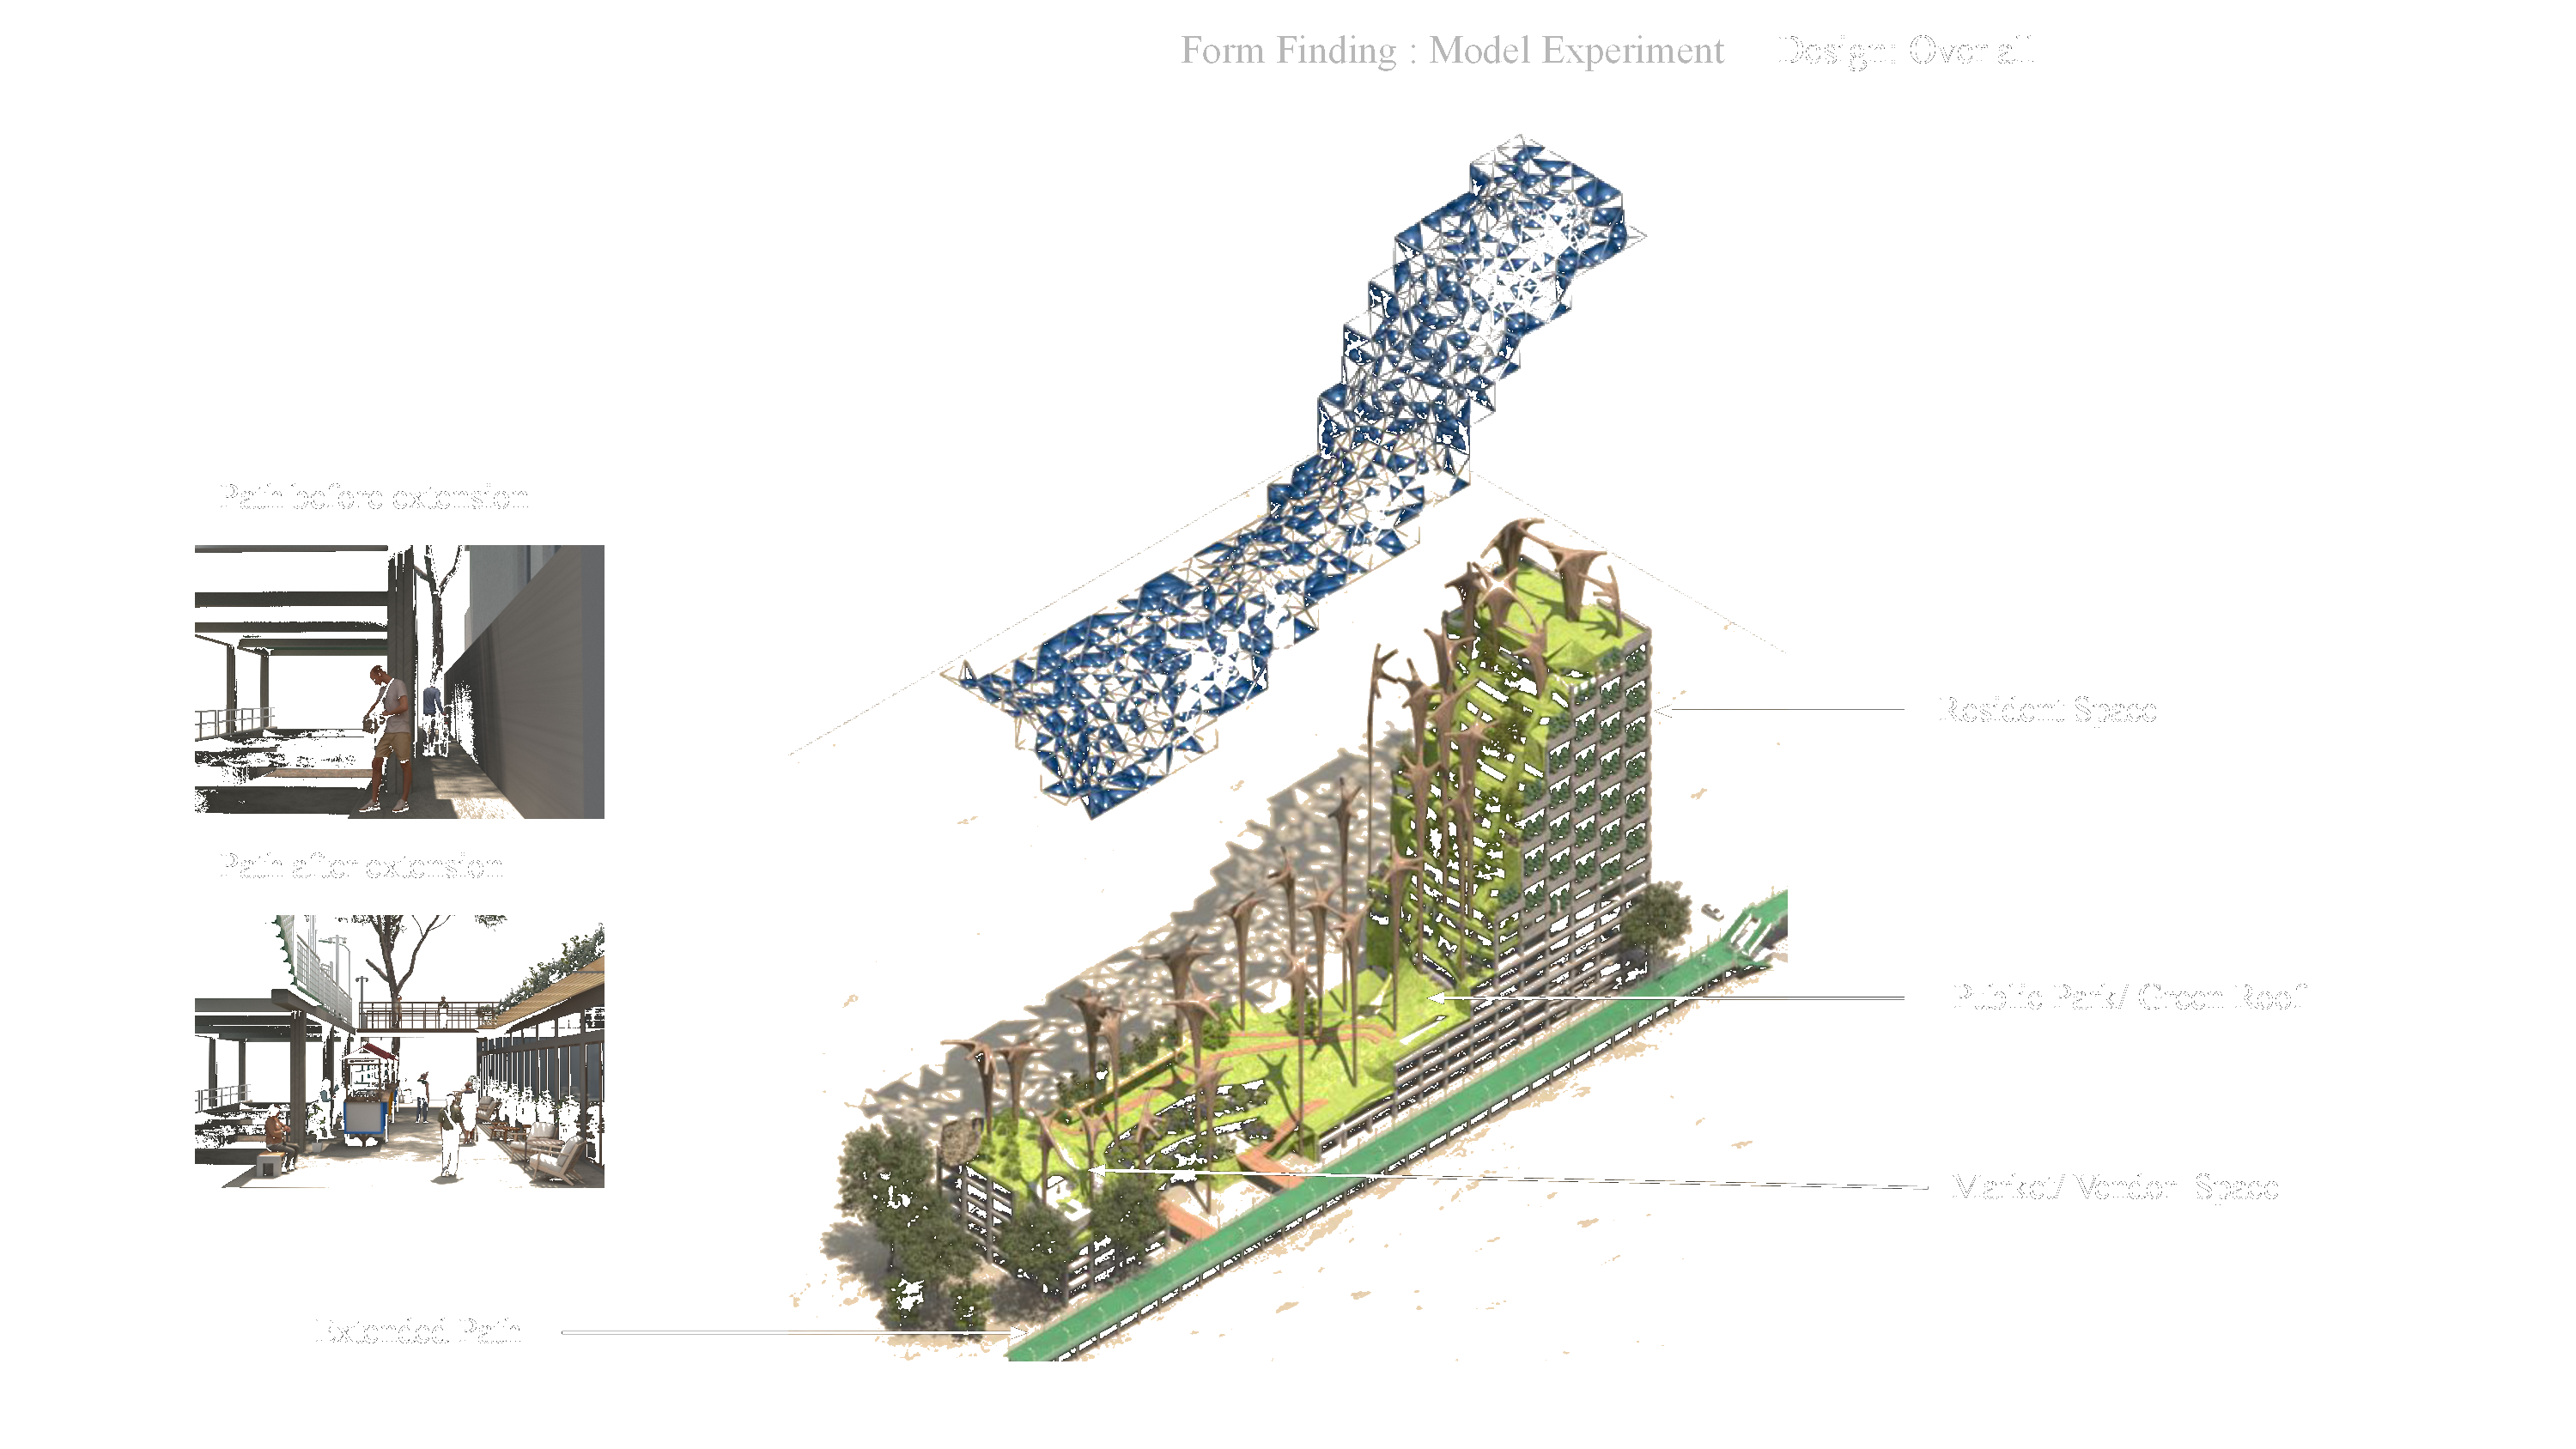 Form Finding : Model Experiment Design: Over all
Path before extension
Resident Space
Path after extension
Public Park/ Green Roof
Market/ Vendor Space
Extended Path